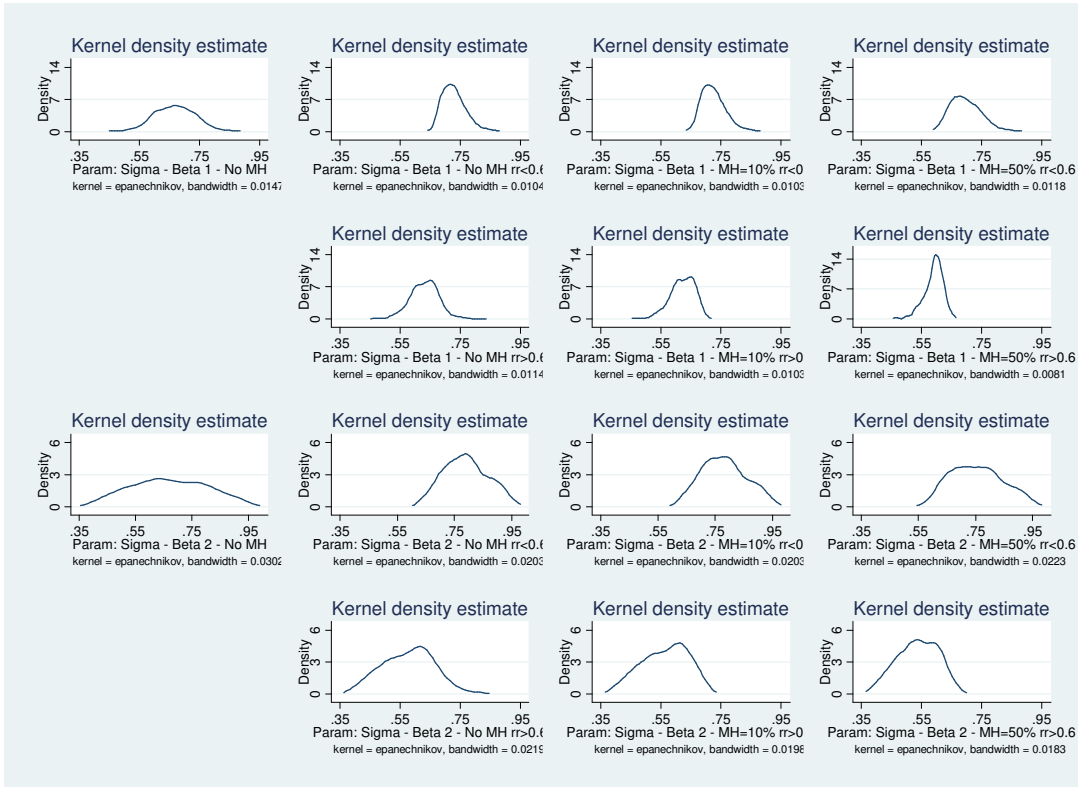 Kernel density estimate
Density
14
7
0
.35 .55 .75 .95
Param: Sigma - Beta 1 - No MH
kernel = epanechnikov, bandwidth = 0.0147
Kernel density estimate
Density
14
7
0
.35 .55 .75 .95
Param: Sigma - Beta 1 - No MH rr<0.6
kernel = epanechnikov, bandwidth = 0.0104
Kernel density estimate
Density
14
7
0
.35 .55 .75 .95
Param: Sigma - Beta 1 - MH=10% rr<0.6
kernel = epanechnikov, bandwidth = 0.0103
Kernel density estimate
Density
14
7
0
.35 .55 .75 .95
Param: Sigma - Beta 1 - MH=50% rr<0.6
kernel = epanechnikov, bandwidth = 0.0118
Kernel density estimate
Density
14
7
0
.35 .55 .75 .95
Param: Sigma - Beta 1 - No MH rr>0.6
kernel = epanechnikov, bandwidth = 0.0114
Kernel density estimate
Density
14
7
0
.35 .55 .75 .95
Param: Sigma - Beta 1 - MH=10% rr>0
kernel = epanechnikov, bandwidth = 0.0103
Kernel density estimate
Density
14
7
0
.35 .55 .75 .95
Param: Sigma - Beta 1 - MH=50% rr>0.6
kernel = epanechnikov, bandwidth = 0.0081
Kernel density estimate
Density
6
3
0
.35 .55 .75 .95
Param: Sigma - Beta 2 - No MH
kernel = epanechnikov, bandwidth = 0.0302
Kernel density estimate
Density
6
3
0
.35 .55 .75 .95
Param: Sigma - Beta 2 - No MH rr<0.6
kernel = epanechnikov, bandwidth = 0.0203
Kernel density estimate
Density
6
3
0
.35 .55 .75 .95
Param: Sigma - Beta 2 - MH=10% rr<0
kernel = epanechnikov, bandwidth = 0.0203
Kernel density estimate
Density
6
3
0
.35 .55 .75 .95
Param: Sigma - Beta 2 - MH=50% rr<0.6
kernel = epanechnikov, bandwidth = 0.0223
Kernel density estimate
Density
6
3
0
.35 .55 .75 .95
Param: Sigma - Beta 2 - No MH rr>0.6
kernel = epanechnikov, bandwidth = 0.0219
Kernel density estimate
Density
6
3
0
.35 .55 .75 .95
Param: Sigma - Beta 2 - MH=10% rr>0
kernel = epanechnikov, bandwidth = 0.0198
Kernel density estimate
Density
6
3
0
.35 .55 .75 .95
Param: Sigma - Beta 2 - MH=50% rr>0.6
kernel = epanechnikov, bandwidth = 0.0183